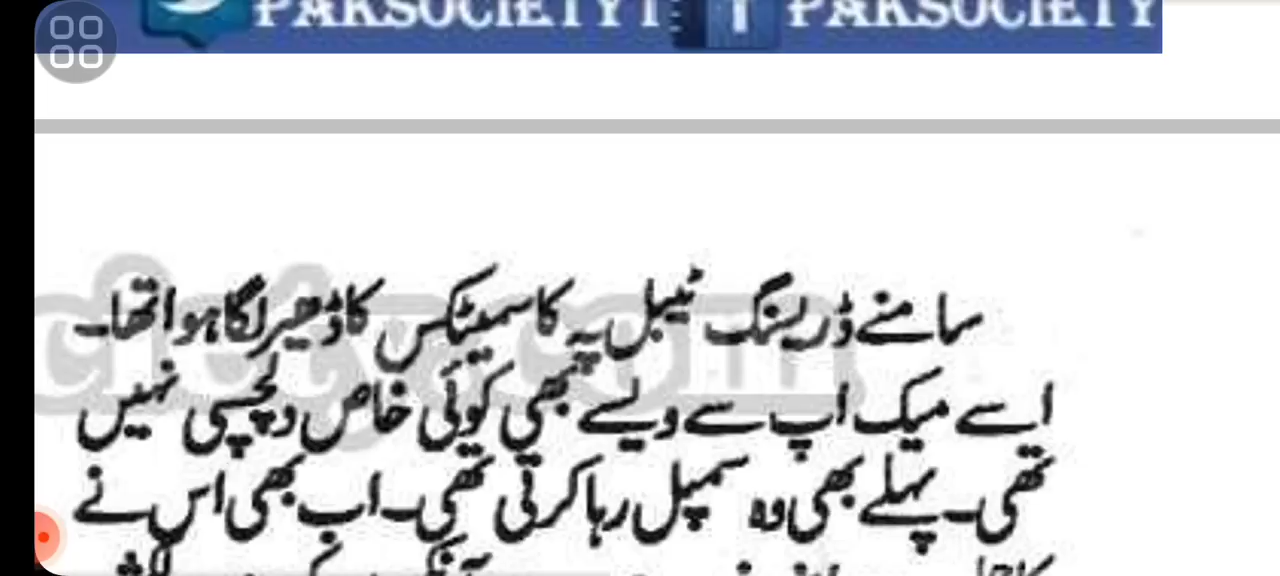 PAKSOCIETY1 PAKSOCIETY
سامنے ڈریسنگ ٹیبل پہ کاسمیٹکس کا ڈھیر لگا ہوا تھا۔
اسے میک اپ سے ویسے بھی کوئی خاص دلچسپی نہیں
تھی۔ پہلے بھی وہ سمپل رہا کرتی تھی۔ اب بھی اس نے